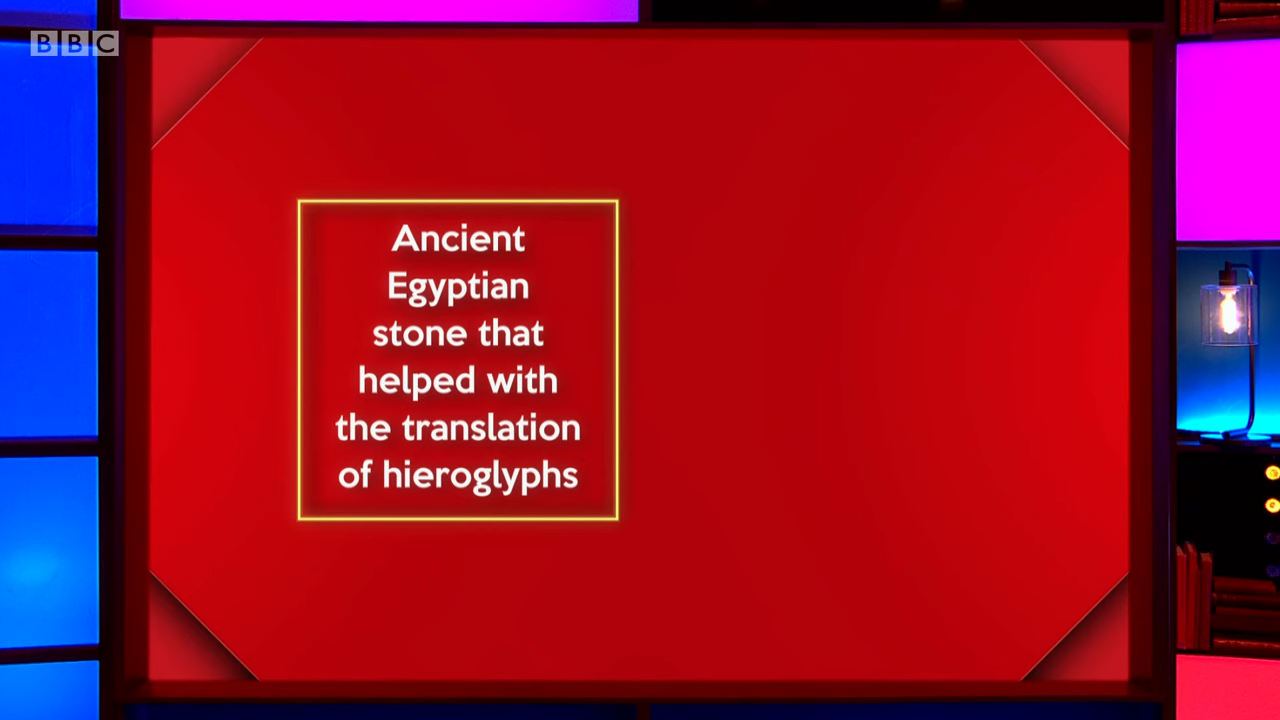 BBC
Ancient
Egyptian
stone that
helped with
the translation
of hieroglyphs